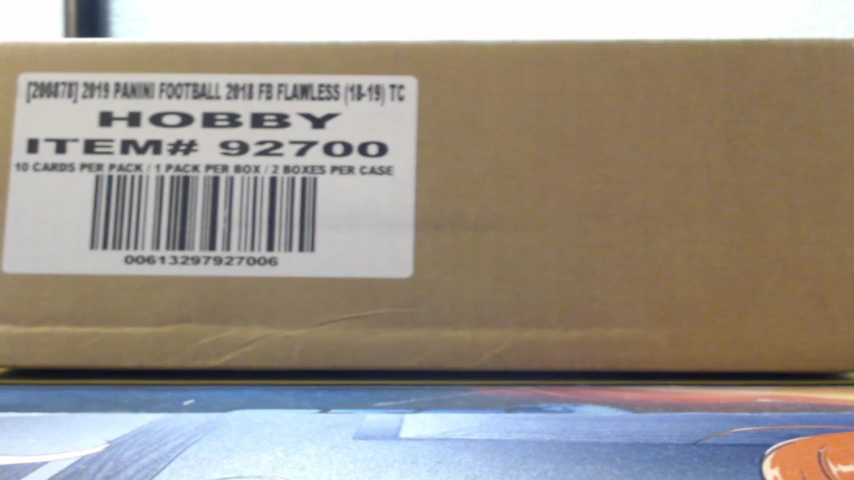 [200878] 2019 PANINI FOOTBALL 2018 FB FLAWLESS (18-19) TC
HOBBY
ITEM# 92700
10 CARDS PER PACK / 1 PACK PER BOX / 2 BOXES PER CASE
00613297927006